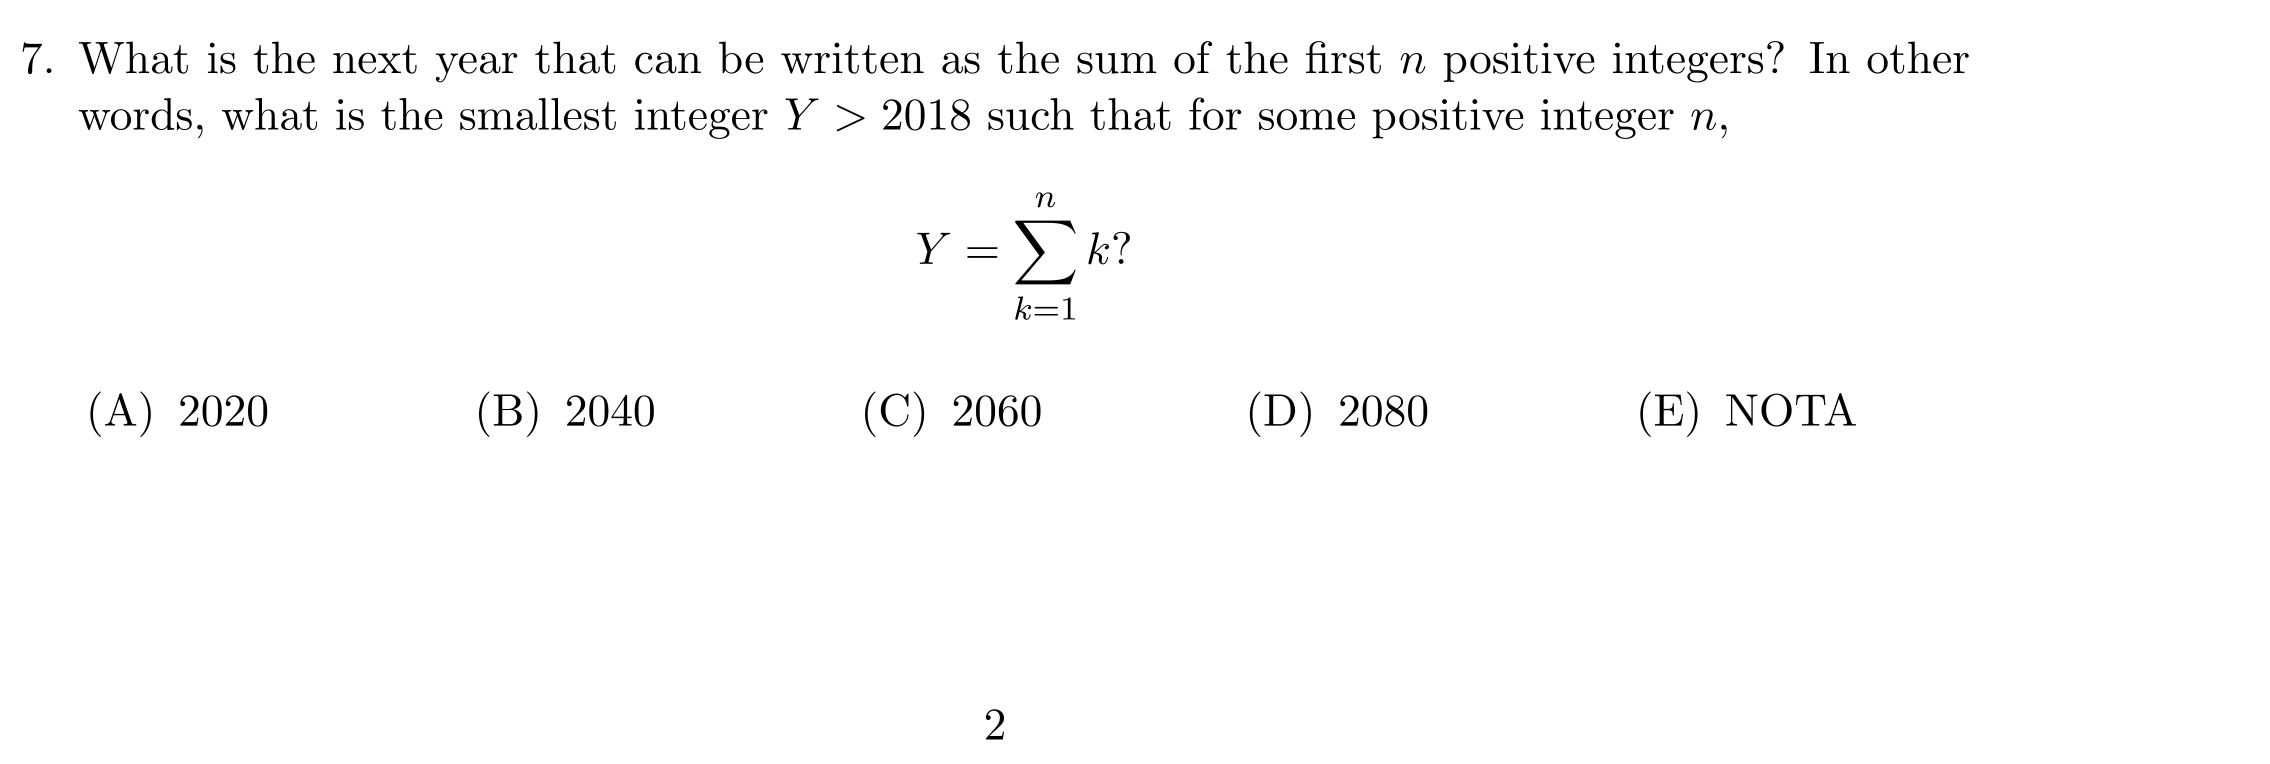 7. What is the next year that can be written as the sum of the first n positive integers? In other
words, what is the smallest integer Y > 2018 such that for some positive integer n,
Y = \sum_{k=1}^{n} k?
(A) 2020 (B) 2040 (C) 2060 (D) 2080 (E) NOTA
2